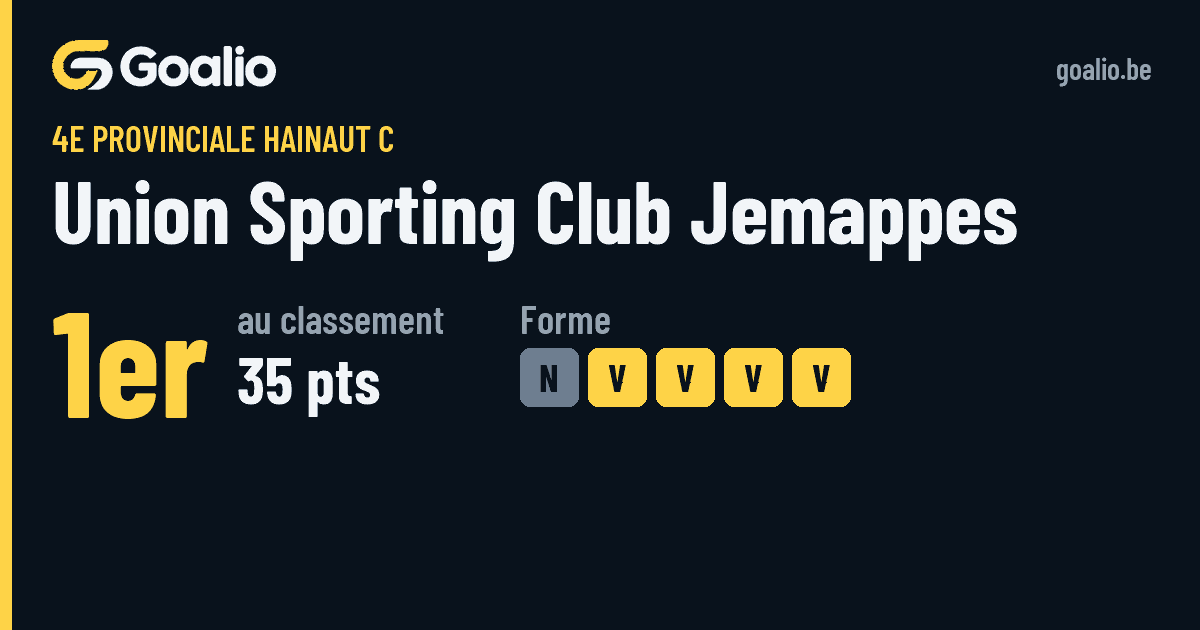 Goalio
goalio.be
4E PROVINCIALE HAINAUT C
Union Sporting Club Jemappes
1er
au classement
35 pts
Forme
N V V V V